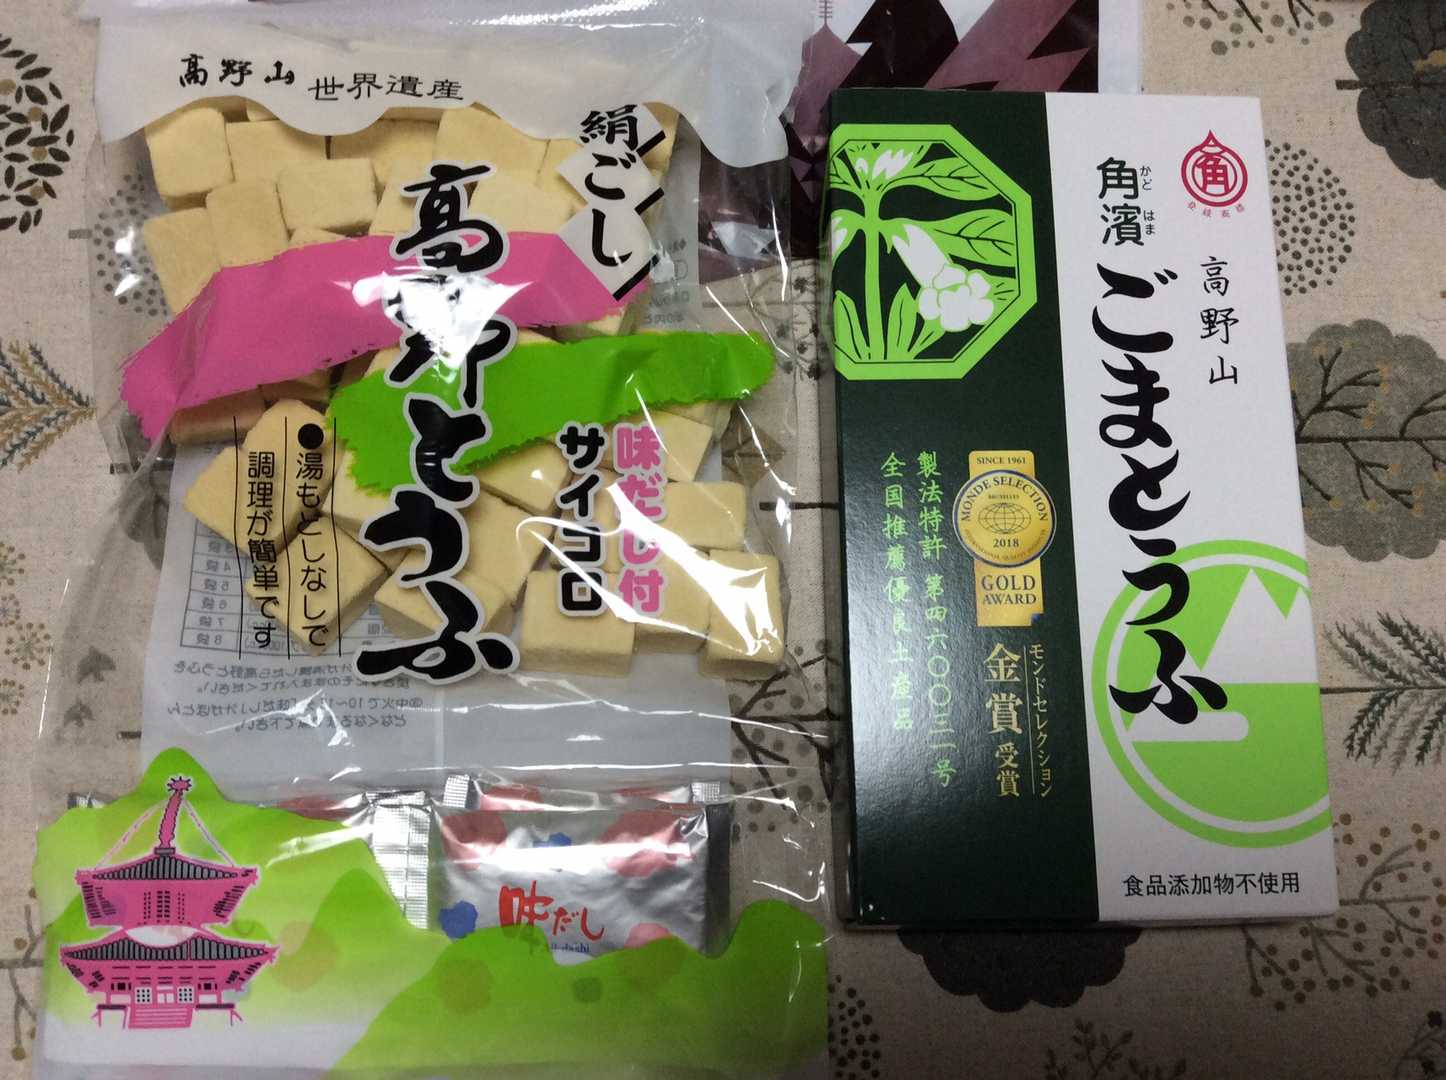 高野山 世界遺産
絹ごし
高野とうふ
味だし付
サイコロ
●湯もどしなしで
調理が簡単です
味だし
角
角濱
かど はま
高野山
ごまとうふ
製法特許 第四六〇〇三一号
全国推薦優良土産品
SINCE 1961
MONDE SELECTION
2018
GOLD
AWARD
モンドセレクション
金賞受賞
食品添加物不使用